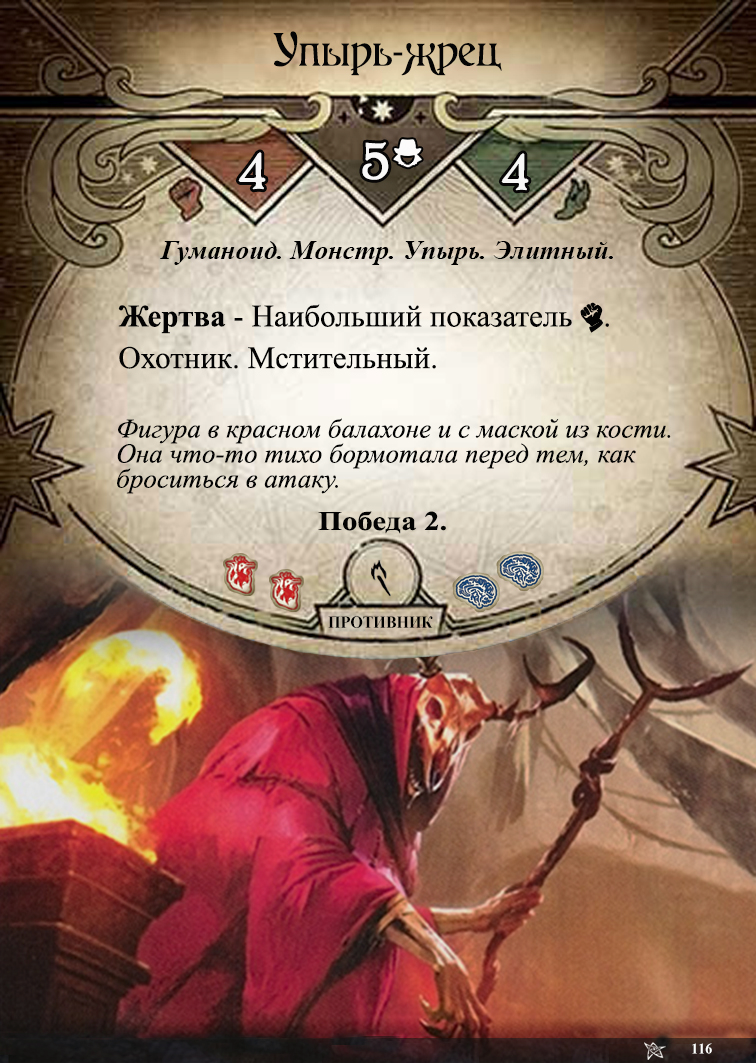 Упырь-жрец
4
5
4
Гуманоид. Монстр. Упырь. Элитный.
Жертва - Наибольший показатель .
Охотник. Мстительный.
Фигура в красном балахоне и с маской из кости.
Она что-то тихо бормотала перед тем, как
броситься в атаку.
Победа 2.
ПРОТИВНИК
116